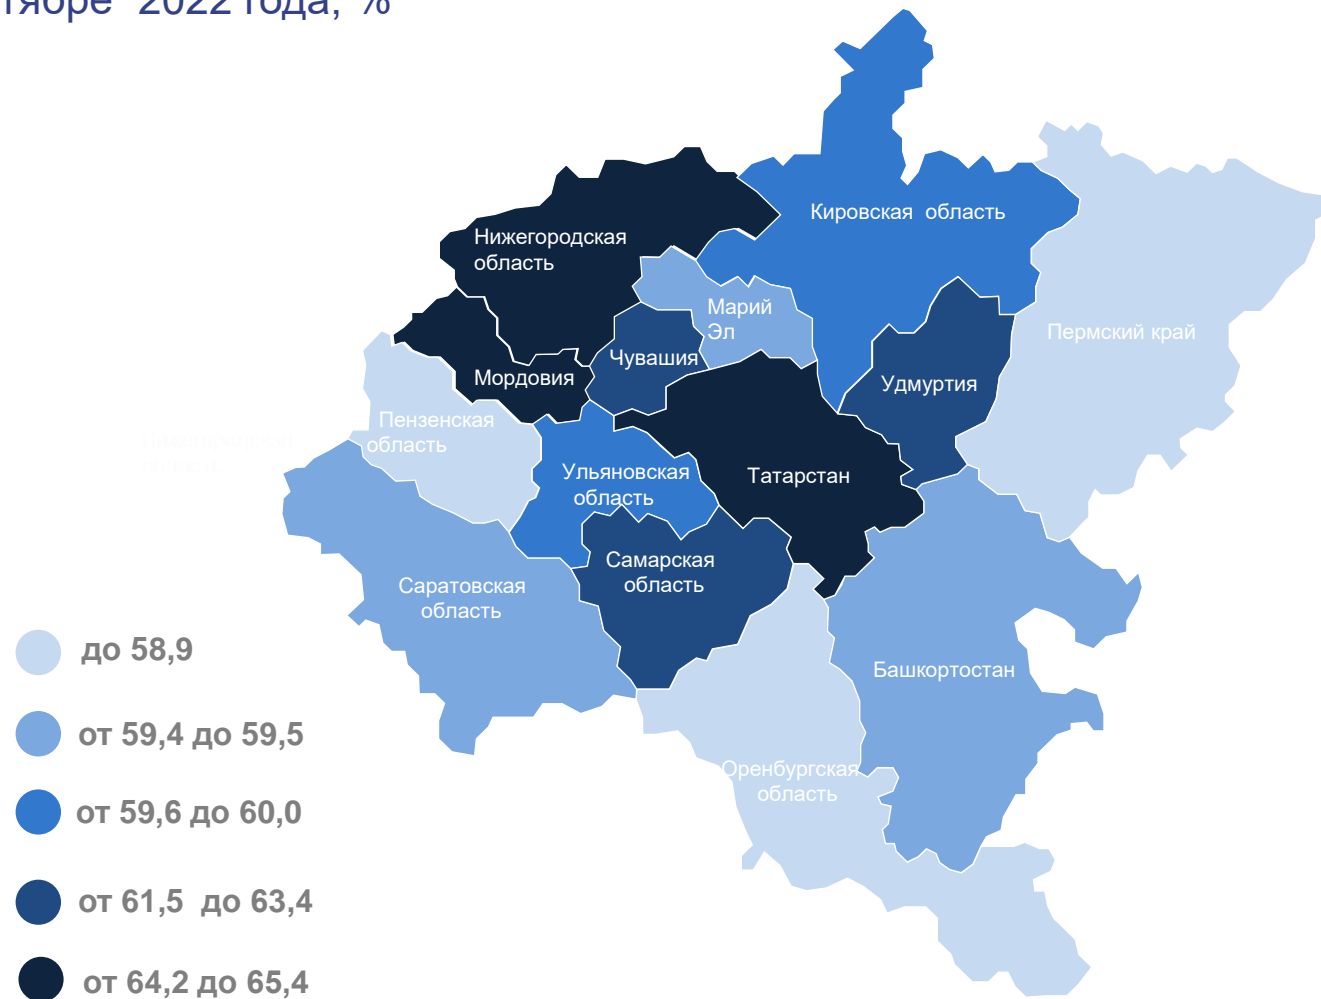 тябре 2022 года, %
Кировская область
Нижегородская
область
Марий
Эл
Пермский край
Чувашия
Мордовия
Удмуртия
Пензенская
область
Ульяновская
область
Татарстан
Самарская
область
Саратовская
область
Башкортостан
Оренбургская
область
до 58,9
от 59,4 до 59,5
от 59,6 до 60,0
от 61,5 до 63,4
от 64,2 до 65,4